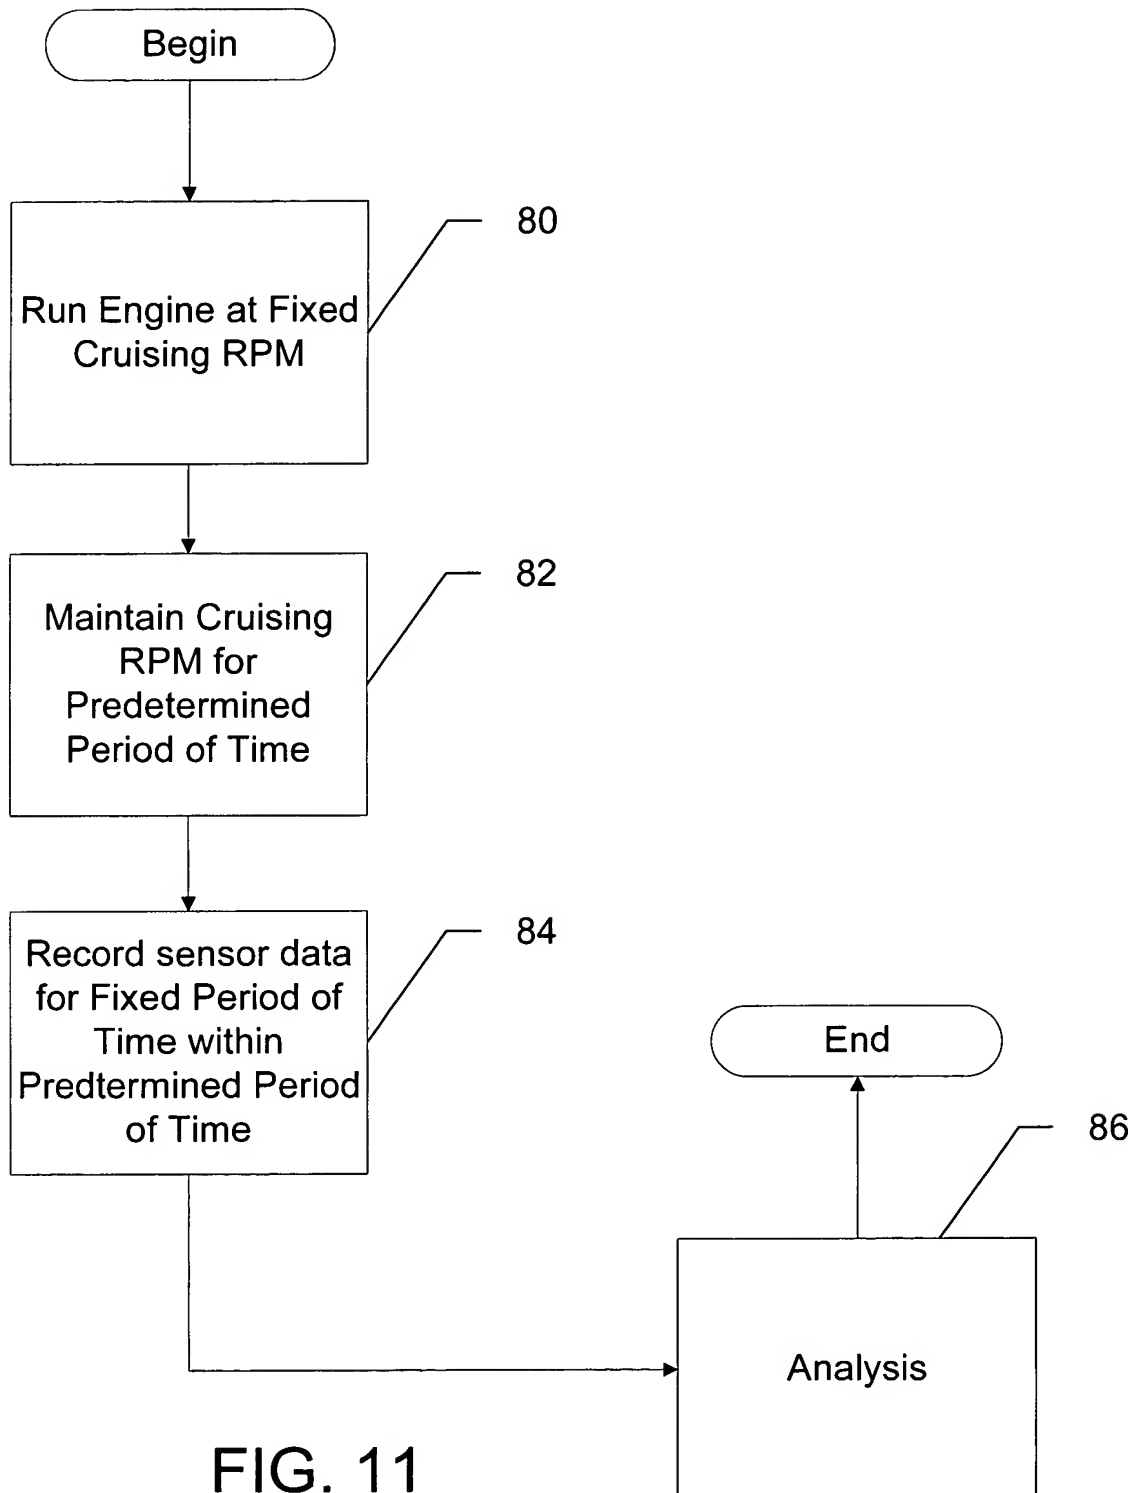 Begin
80
Run Engine at Fixed
Cruising RPM
82
Maintain Cruising
RPM for
Predetermined
Period of Time
84
Record sensor data
for Fixed Period of
Time within
Predtermined Period
of Time
End
86
Analysis
FIG. 11